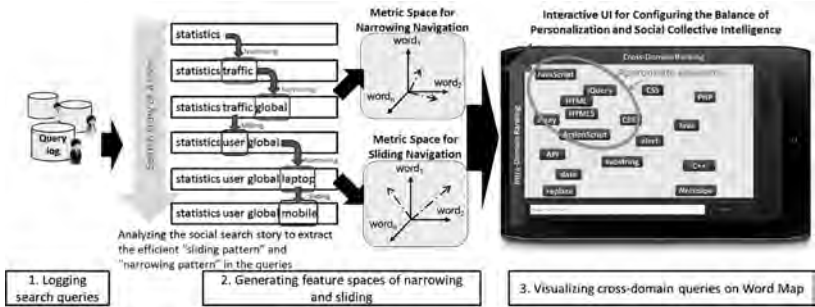 Metric Space for
Narrowing Navigation
Interactive UI for Configuring the Balance of
Personalization and Social Collective Intelligence
statistics
statistics traffic
statistics traffic global
statistics user global
statistics user global laptop
statistics user global mobile
Query
log
word1
word2
wordn
Metric Space for
Sliding Navigation
word1
word2
wordn
Cross-Domain Ranking
JavaScript
jQuery
CSS
PHP
HTML
HTML5
CSS
ActionScript
API
substring
C++
date
replace
Analyzing the social search story to extract
the efficient "sliding pattern" and
"narrowing pattern" in the queries
1. Logging
search queries
2. Generating feature spaces of narrowing
and sliding
3. Visualizing cross-domain queries on Word Map